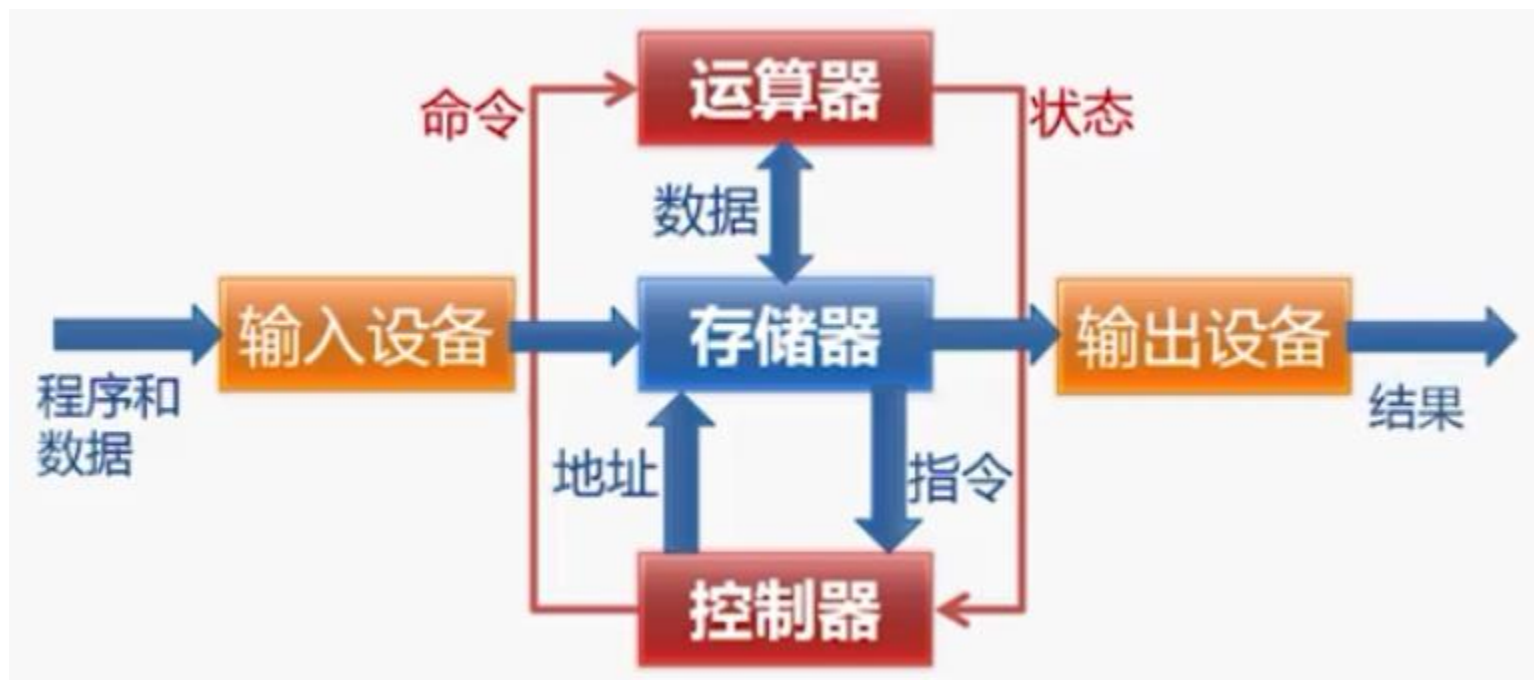 运算器
命令
状态
数据
输入设备
存储器
输出设备
程序和
数据
结果
地址
指令
控制器